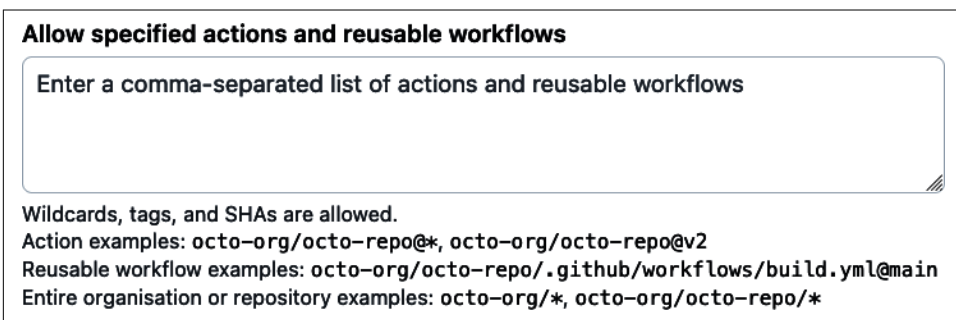 Allow specified actions and reusable workflows
Enter a comma-separated list of actions and reusable workflows
Wildcards, tags, and SHAs are allowed.
Action examples: octo-org/octo-repo@*, octo-org/octo-repo@v2
Reusable workflow examples: octo-org/octo-repo/.github/workflows/build.yml@main
Entire organisation or repository examples: octo-org/*, octo-org/octo-repo/*